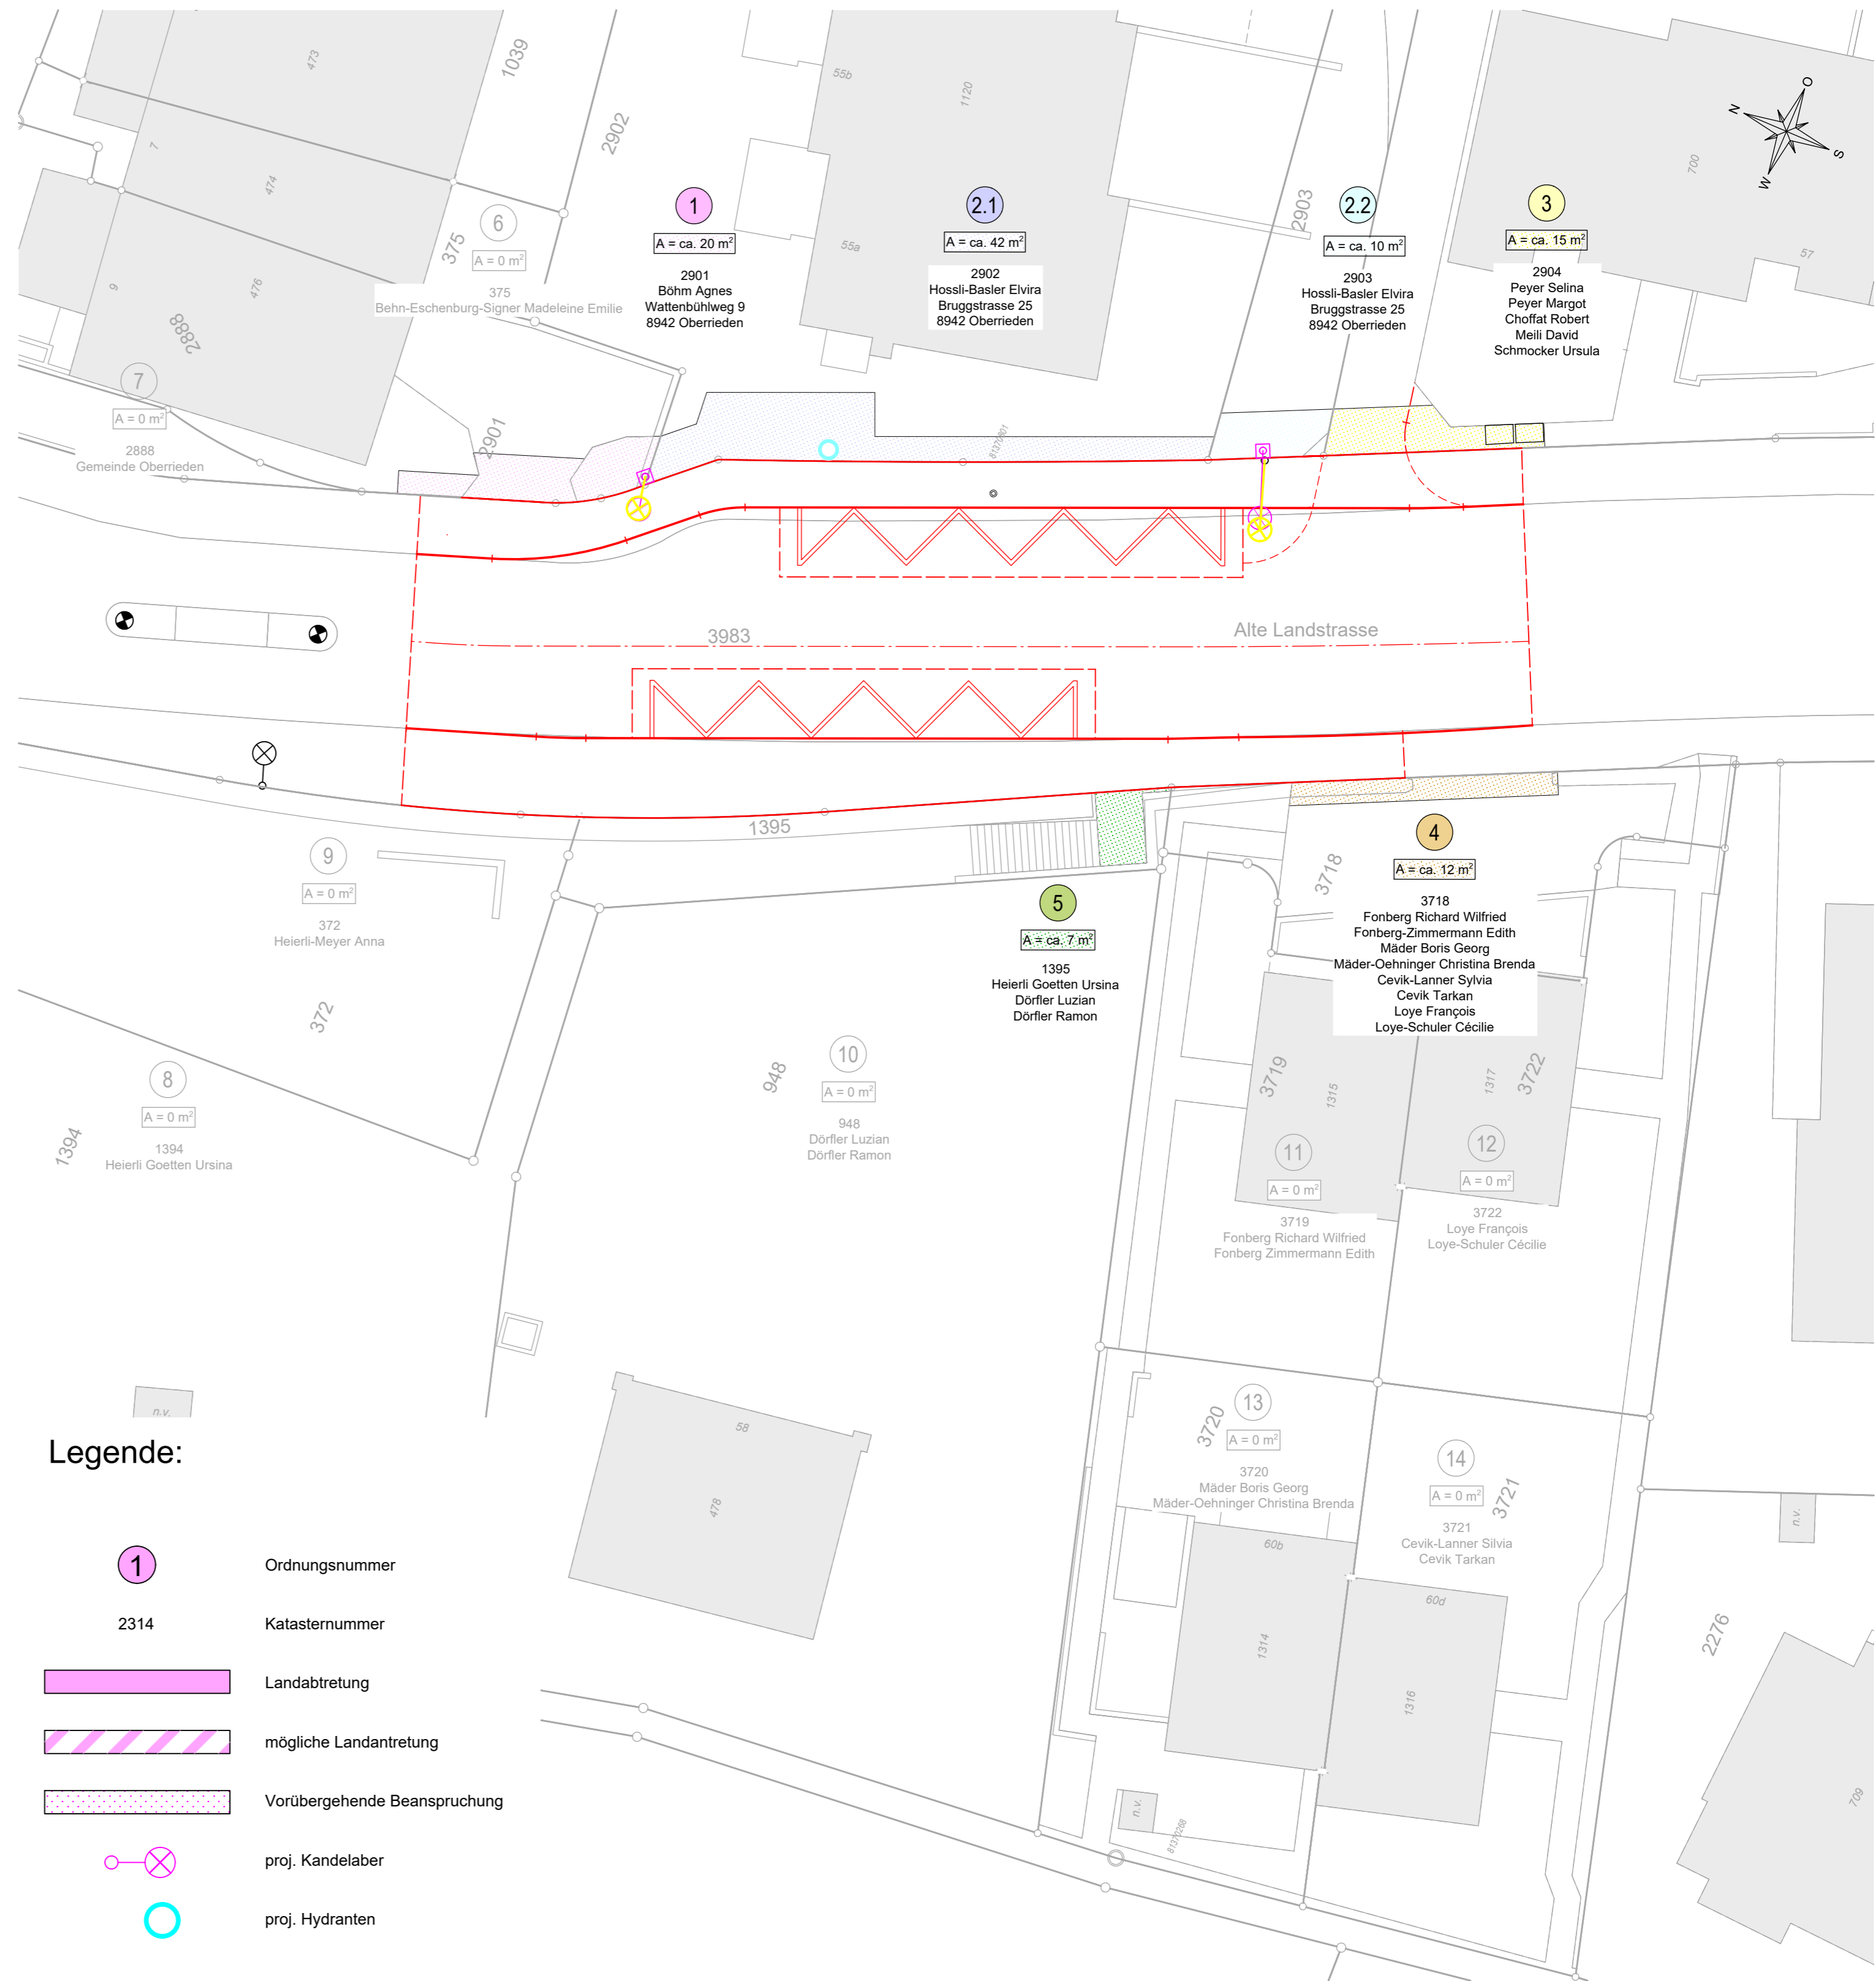 473
1039
2902
55b
1120
O
N
S
W
7
474
700
6
A = 0 m²
375
375
Behn-Eschenburg-Signer Madeleine Emilie
1
A = ca. 20 m²
2901
Böhm Agnes
Wattenbühlweg 9
8942 Oberrieden
2.1
A = ca. 42 m²
2902
Hossli-Basler Elvira
Bruggstrasse 25
8942 Oberrieden
55a
2903
2.2
A = ca. 10 m²
2903
Hossli-Basler Elvira
Bruggstrasse 25
8942 Oberrieden
3
A = ca. 15 m²
2904
Peyer Selina
Peyer Margot
Choffat Robert
Meili David
Schmocker Ursula
57
9
476
2888
7
A = 0 m²
2888
Gemeinde Oberrieden
2901
81370901
3983
Alte Landstrasse
1395
9
A = 0 m²
372
Heierli-Meyer Anna
372
5
A = ca. 7 m²
1395
Heierli Goetten Ursina
Dörfler Luzian
Dörfler Ramon
3718
4
A = ca. 12 m²
3718
Fonberg Richard Wilfried
Fonberg-Zimmermann Edith
Mäder Boris Georg
Mäder-Oehninger Christina Brenda
Cevik-Lanner Sylvia
Cevik Tarkan
Loye François
Loye-Schuler Cécilie
8
A = 0 m²
1394
Heierli Goetten Ursina
1394
948
10
A = 0 m²
948
Dörfler Luzian
Dörfler Ramon
3719
1315
1317
3722
11
A = 0 m²
3719
Fonberg Richard Wilfried
Fonberg Zimmermann Edith
12
A = 0 m²
3722
Loye François
Loye-Schuler Cécilie
n.v.
58
478
3720
13
A = 0 m²
3720
Mäder Boris Georg
Mäder-Oehninger Christina Brenda
14
A = 0 m²
3721
Cevik-Lanner Silvia
Cevik Tarkan
3721
n.v.
60b
1314
60d
1316
2276
709
n.v.
81370268
Legende:
1
Ordnungsnummer
2314
Katasternummer
Landabtretung
mögliche Landantretung
Vorübergehende Beanspruchung
proj. Kandelaber
proj. Hydranten